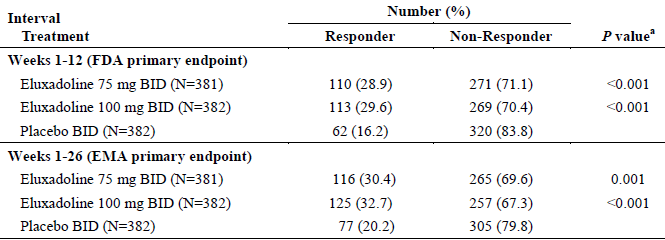 Interval Number (%)
Treatment Responder Non-Responder P valueᵃ
Weeks 1-12 (FDA primary endpoint)
Eluxadoline 75 mg BID (N=381) 110 (28.9) 271 (71.1) <0.001
Eluxadoline 100 mg BID (N=382) 113 (29.6) 269 (70.4) <0.001
Placebo BID (N=382) 62 (16.2) 320 (83.8)
Weeks 1-26 (EMA primary endpoint)
Eluxadoline 75 mg BID (N=381) 116 (30.4) 265 (69.6) 0.001
Eluxadoline 100 mg BID (N=382) 125 (32.7) 257 (67.3) <0.001
Placebo BID (N=382) 77 (20.2) 305 (79.8)